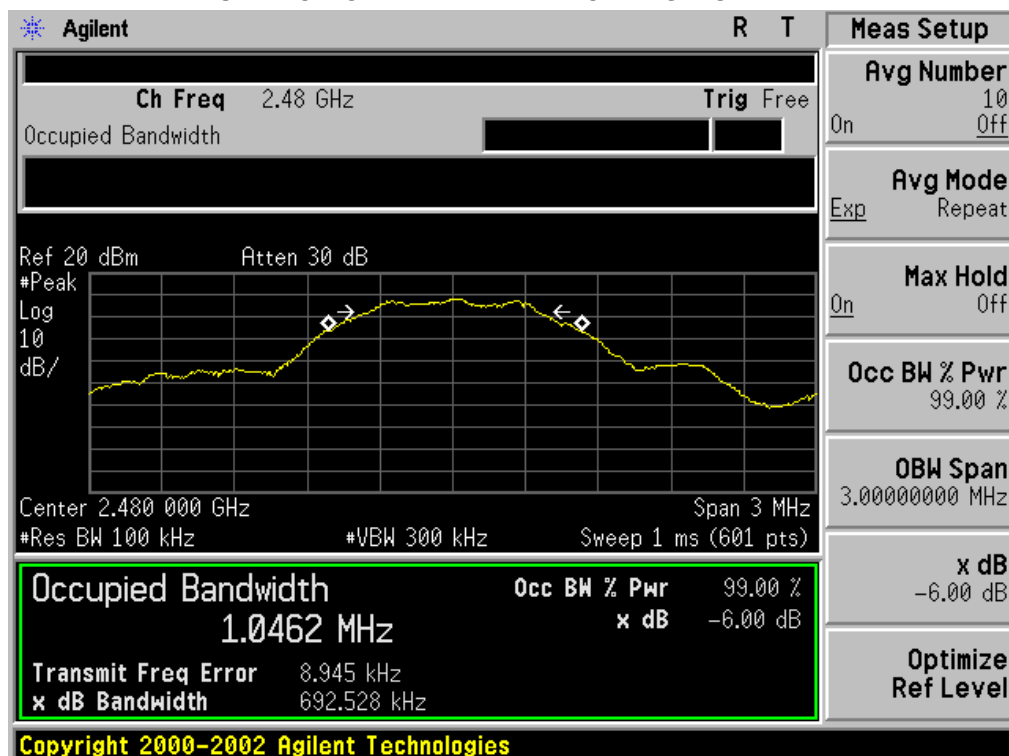 Agilent R T
Ch Freq 2.48 GHz Trig Free
Occupied Bandwidth
Ref 20 dBm Atten 30 dB
#Peak
Log
10
dB/
Center 2.480 000 GHz Span 3 MHz
#Res BW 100 kHz #VBW 300 kHz Sweep 1 ms (601 pts)
Occupied Bandwidth Occ BW % Pwr 99.00 %
1.0462 MHz x dB -6.00 dB
Transmit Freq Error 8.945 kHz
x dB Bandwidth 692.528 kHz
Copyright 2000-2002 Agilent Technologies
Meas Setup
Avg Number
10
On Off
Avg Mode
Exp Repeat
Max Hold
On Off
Occ BW % Pwr
99.00 %
OBW Span
3.00000000 MHz
x dB
-6.00 dB
Optimize
Ref Level